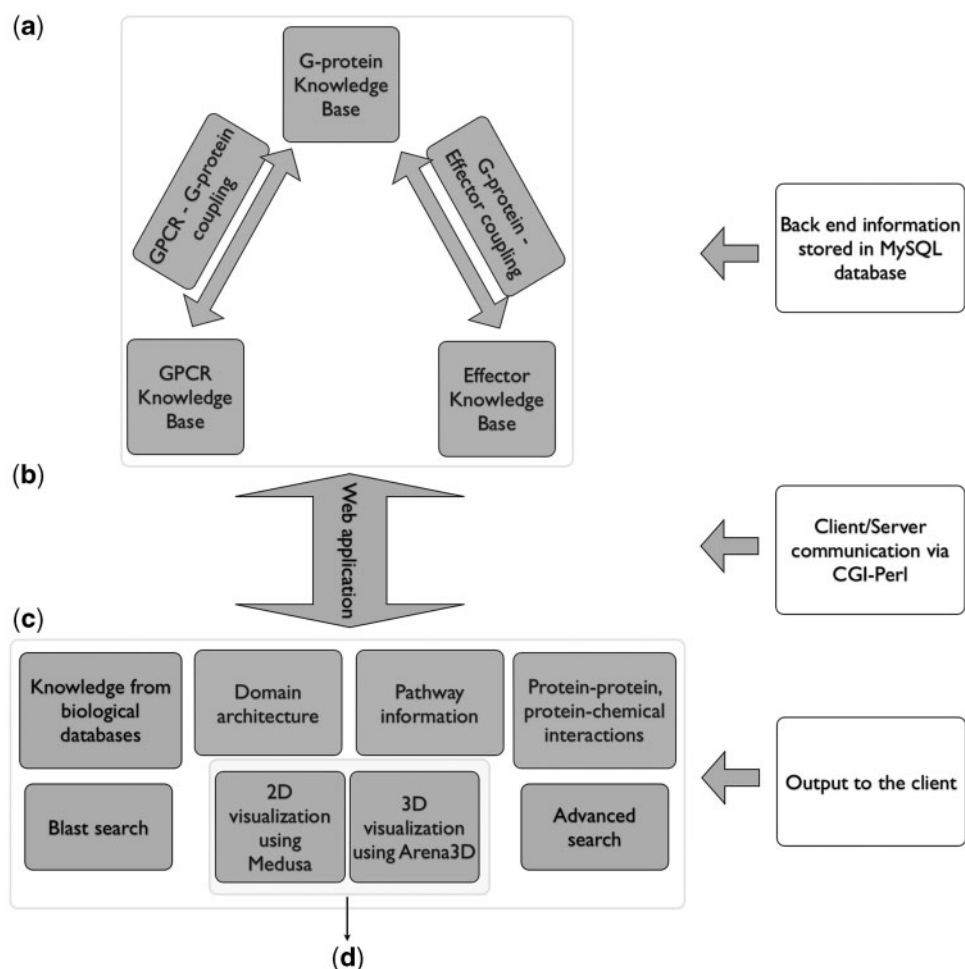 (a)
G-protein
Knowledge
Base
GPCR - G-protein
coupling
G-protein -
Effector coupling
Back end information
stored in MySQL
database
GPCR
Knowledge
Base
Effector
Knowledge
Base
(b)
Web application
Client/Server
communication via
CGI-Perl
(c)
Knowledge from
biological
databases
Domain
architecture
Pathway
information
Protein-protein,
protein-chemical
interactions
Blast search
2D
visualization
using
Medusa
3D
visualization
using Arena3D
Advanced
search
Output to the client
(d)